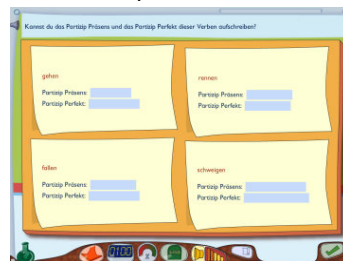 Kannst du das Partizip Präsens und das Partizip Perfekt dieser Verben aufschreiben?
gehen
Partizip Präsens:
Partizip Perfekt:
rennen
Partizip Präsens:
Partizip Perfekt:
fallen
Partizip Präsens:
Partizip Perfekt:
schweigen
Partizip Präsens:
Partizip Perfekt: